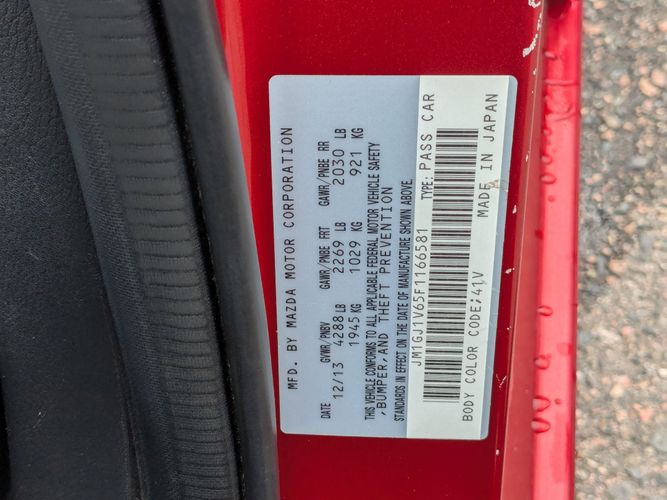 MFD. BY MAZDA MOTOR CORPORATION
DATE GVWR/PNBV GAWR/PNBE FRT GAWR/PNBE RR
12/13 4288 LB 2269 LB 2030 LB
1945 KG 1029 KG 921 KG
THIS VEHICLE CONFORMS TO ALL APPLICABLE FEDERAL MOTOR VEHICLE SAFETY
,BUMPER, AND THEFT PREVENTION
STANDARDS IN EFFECT ON THE DATE OF MANUFACTURE SHOWN ABOVE.
JM1GJ1V65F1166581 TYPE: PASS CAR
BODY COLOR CODE;41V MADE IN JAPAN